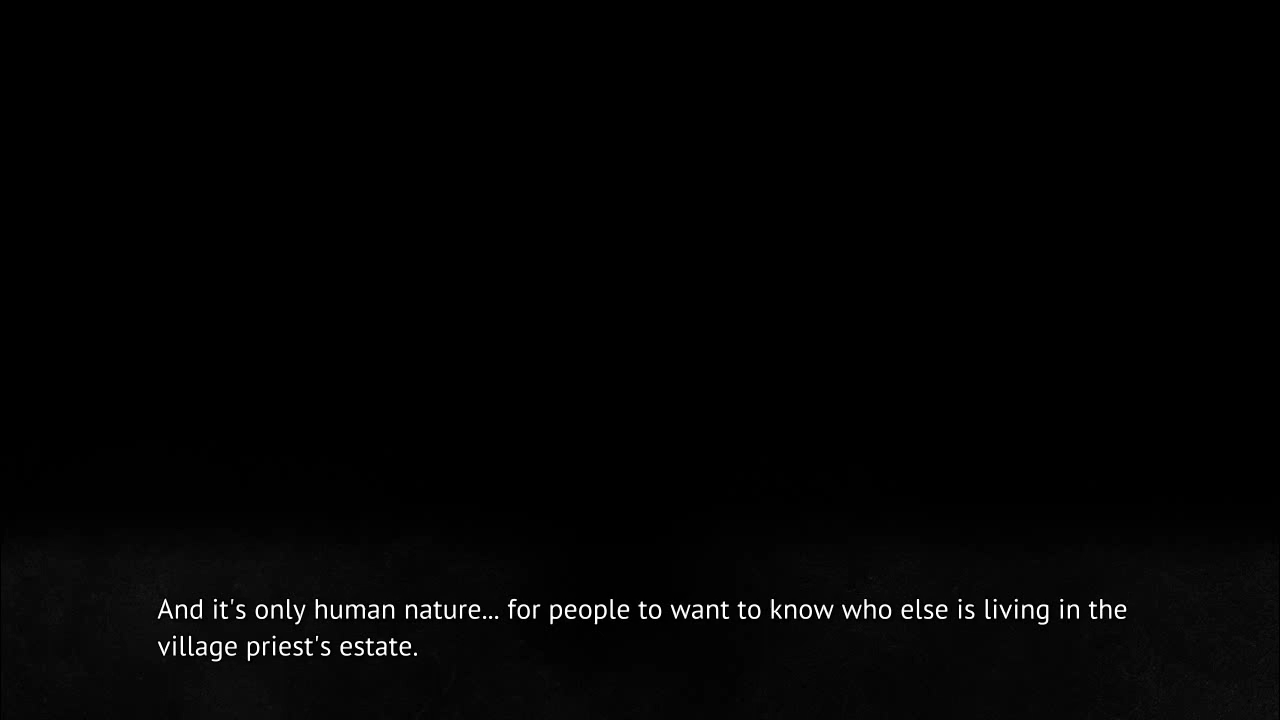 And it's only human nature... for people to want to know who else is living in the
village priest's estate.